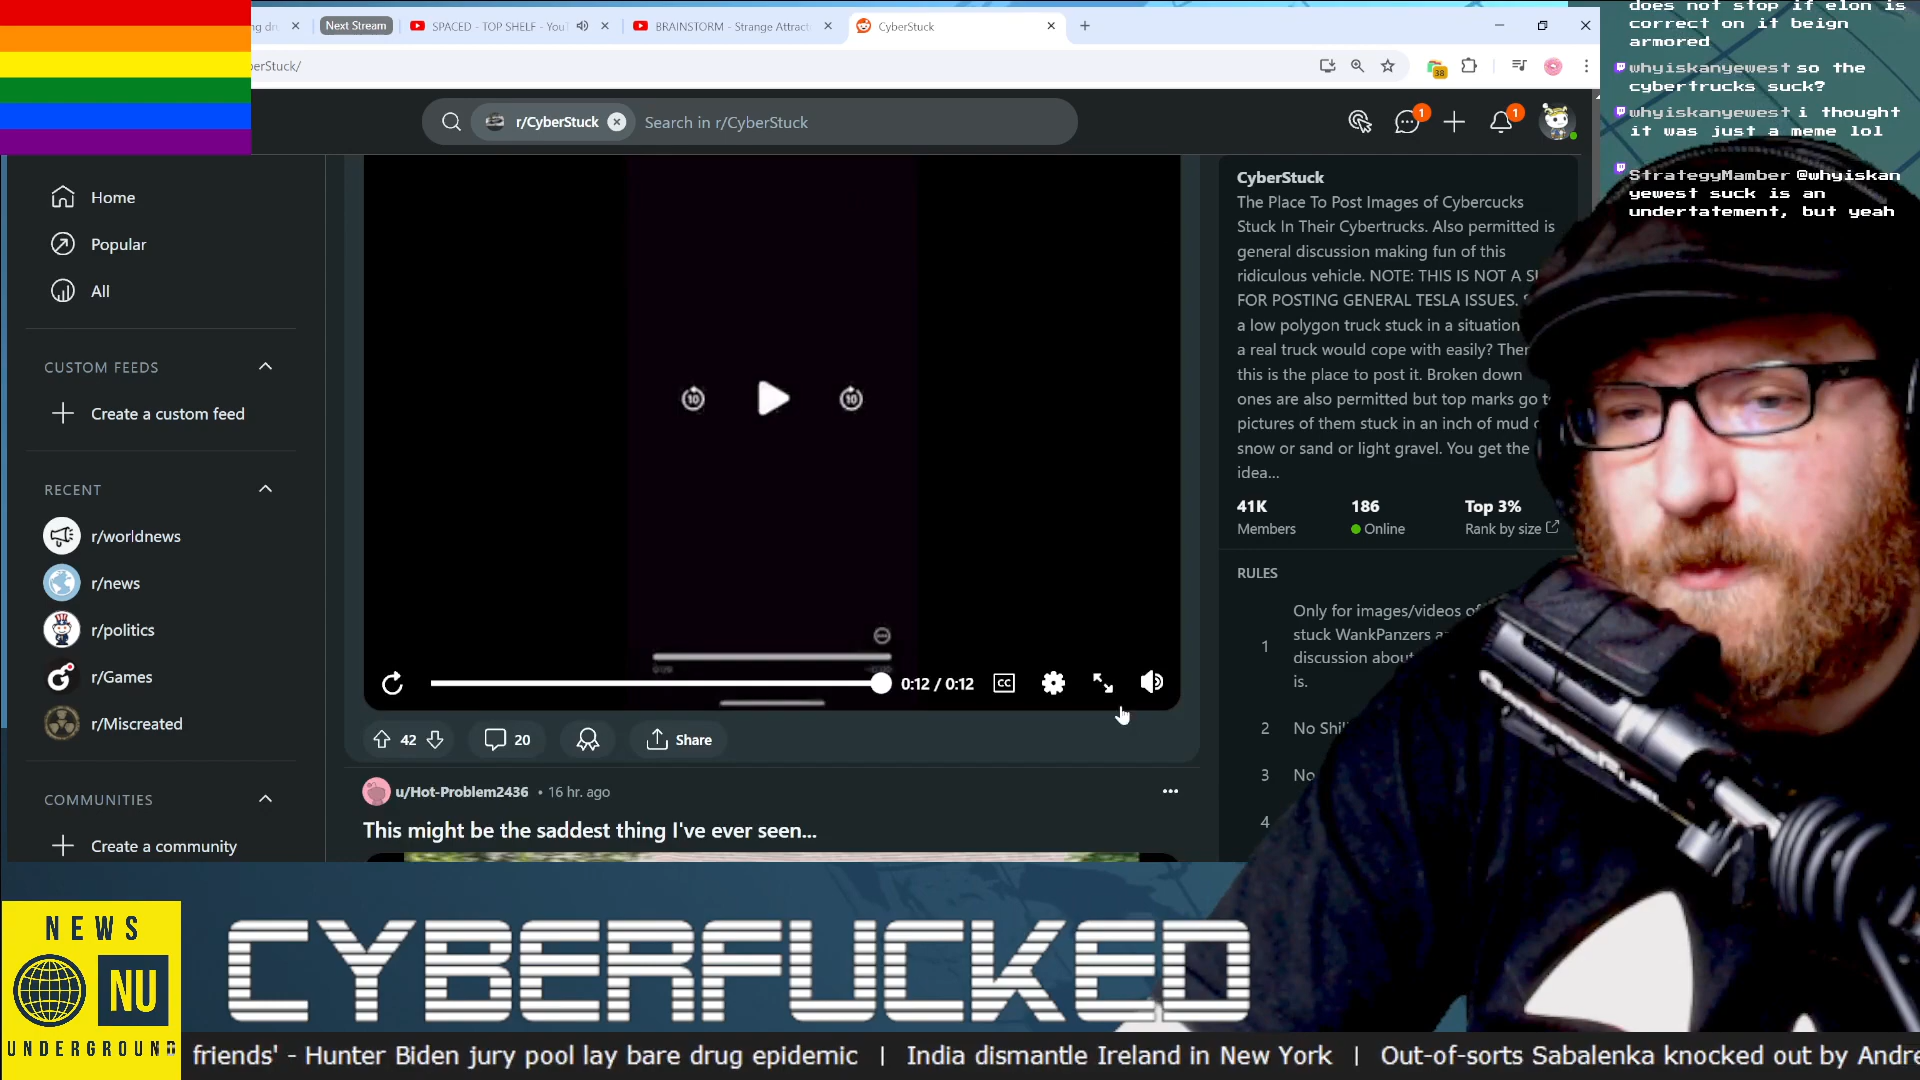 ng dr
Next Stream
SPACED - TOP SHELF - YouT
BRAINSTORM - Strange Attract
CyberStuck
erStuck/
38
r/CyberStuck
Search in r/CyberStuck
1
1
does not stop if elon is
correct on it beign
armored
whyiskanyewest so the
cybertrucks suck?
whyiskanyewest i thought
it was just a meme lol
StrategyMamber @whyiskan
yewest suck is an
undertatement, but yeah
Home
Popular
All
CUSTOM FEEDS
Create a custom feed
RECENT
r/worldnews
r/news
r/politics
r/Games
r/Miscreated
COMMUNITIES
Create a community
10
10
0:12 / 0:12
CC
42
20
Share
u/Hot-Problem2436 • 16 hr. ago
This might be the saddest thing I've ever seen...
CyberStuck
The Place To Post Images of Cybercucks
Stuck In Their Cybertrucks. Also permitted is
general discussion making fun of this
ridiculous vehicle. NOTE: THIS IS NOT A
FOR POSTING GENERAL TESLA ISSUES.
a low polygon truck stuck in a situation
a real truck would cope with easily?
this is the place to post it. Broken down
ones are also permitted but top marks go
pictures of them stuck in an inch of mud
snow or sand or light gravel. You get the
idea...
41K
Members
186
Online
Top 3%
Rank by size
RULES
1
Only for images/videos of
stuck WankPanzers
discussion about
is.
2
No
3
No
4
NEWS
NU
UNDERGROUND
CYBERFUCKED
friends' - Hunter Biden jury pool lay bare drug epidemic | India dismantle Ireland in New York | Out-of-sorts Sabalenka knocked out by Andre